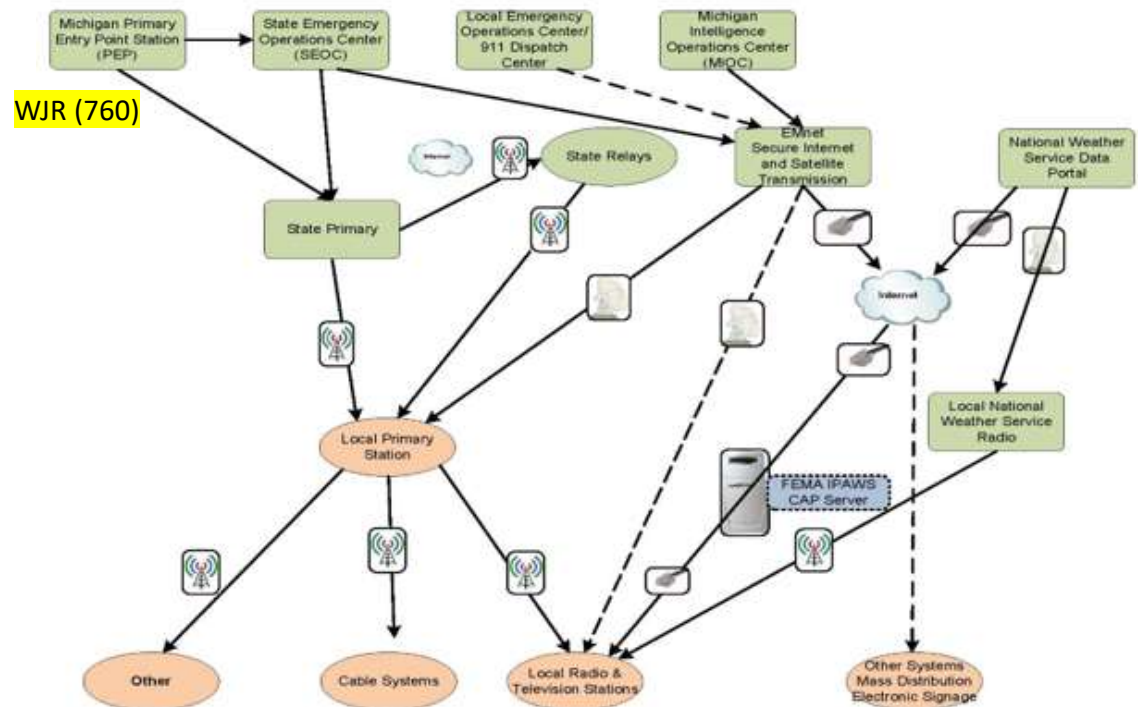 Michigan Primary
Entry Point Station
(PEP)
State Emergency
Operations Center
(SEOC)
Local Emergency
Operations Center/
911 Dispatch
Center
Michigan
Intelligence
Operations Center
(MIOC)
WJR (760)
EMnet
Secure Internet
and Satellite
Transmission
National Weather
Service Data
Portal
Internet
State Relays
State Primary
Internet
Local National
Weather Service
Radio
Local Primary
Station
FEMA IPAWS
CAP Server
Other
Cable Systems
Local Radio &
Television Stations
Other Systems
Mass Distribution
Electronic Signage